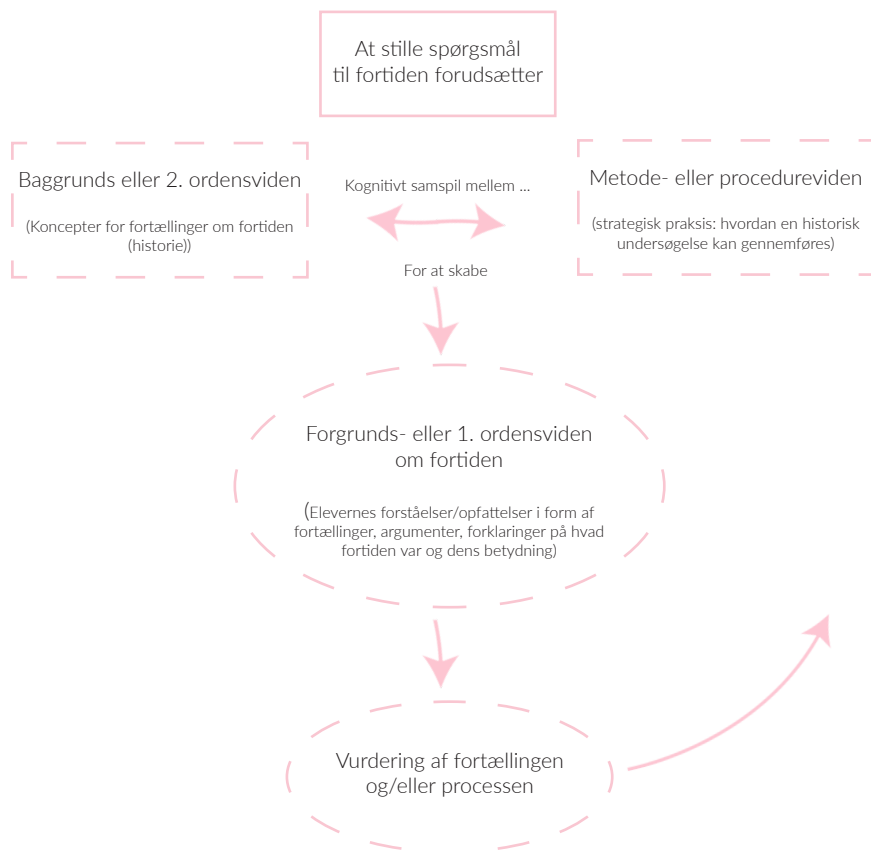 At stille spørgsmål
til fortiden forudsætter
Baggrunds eller 2. ordensviden
(Koncepter for fortællinger om fortiden
(historie))
Kognitivt samspil mellem ...
For at skabe
Metode- eller procedureviden
(strategisk praksis: hvordan en historisk
undersøgelse kan gennemføres)
Forgrunds- eller 1. ordensviden
om fortiden
(Elevernes forståelser/opfattelser i form af
fortællinger, argumenter, forklaringer på hvad
fortiden var og dens betydning)
Vurdering af fortællingen
og/eller processen